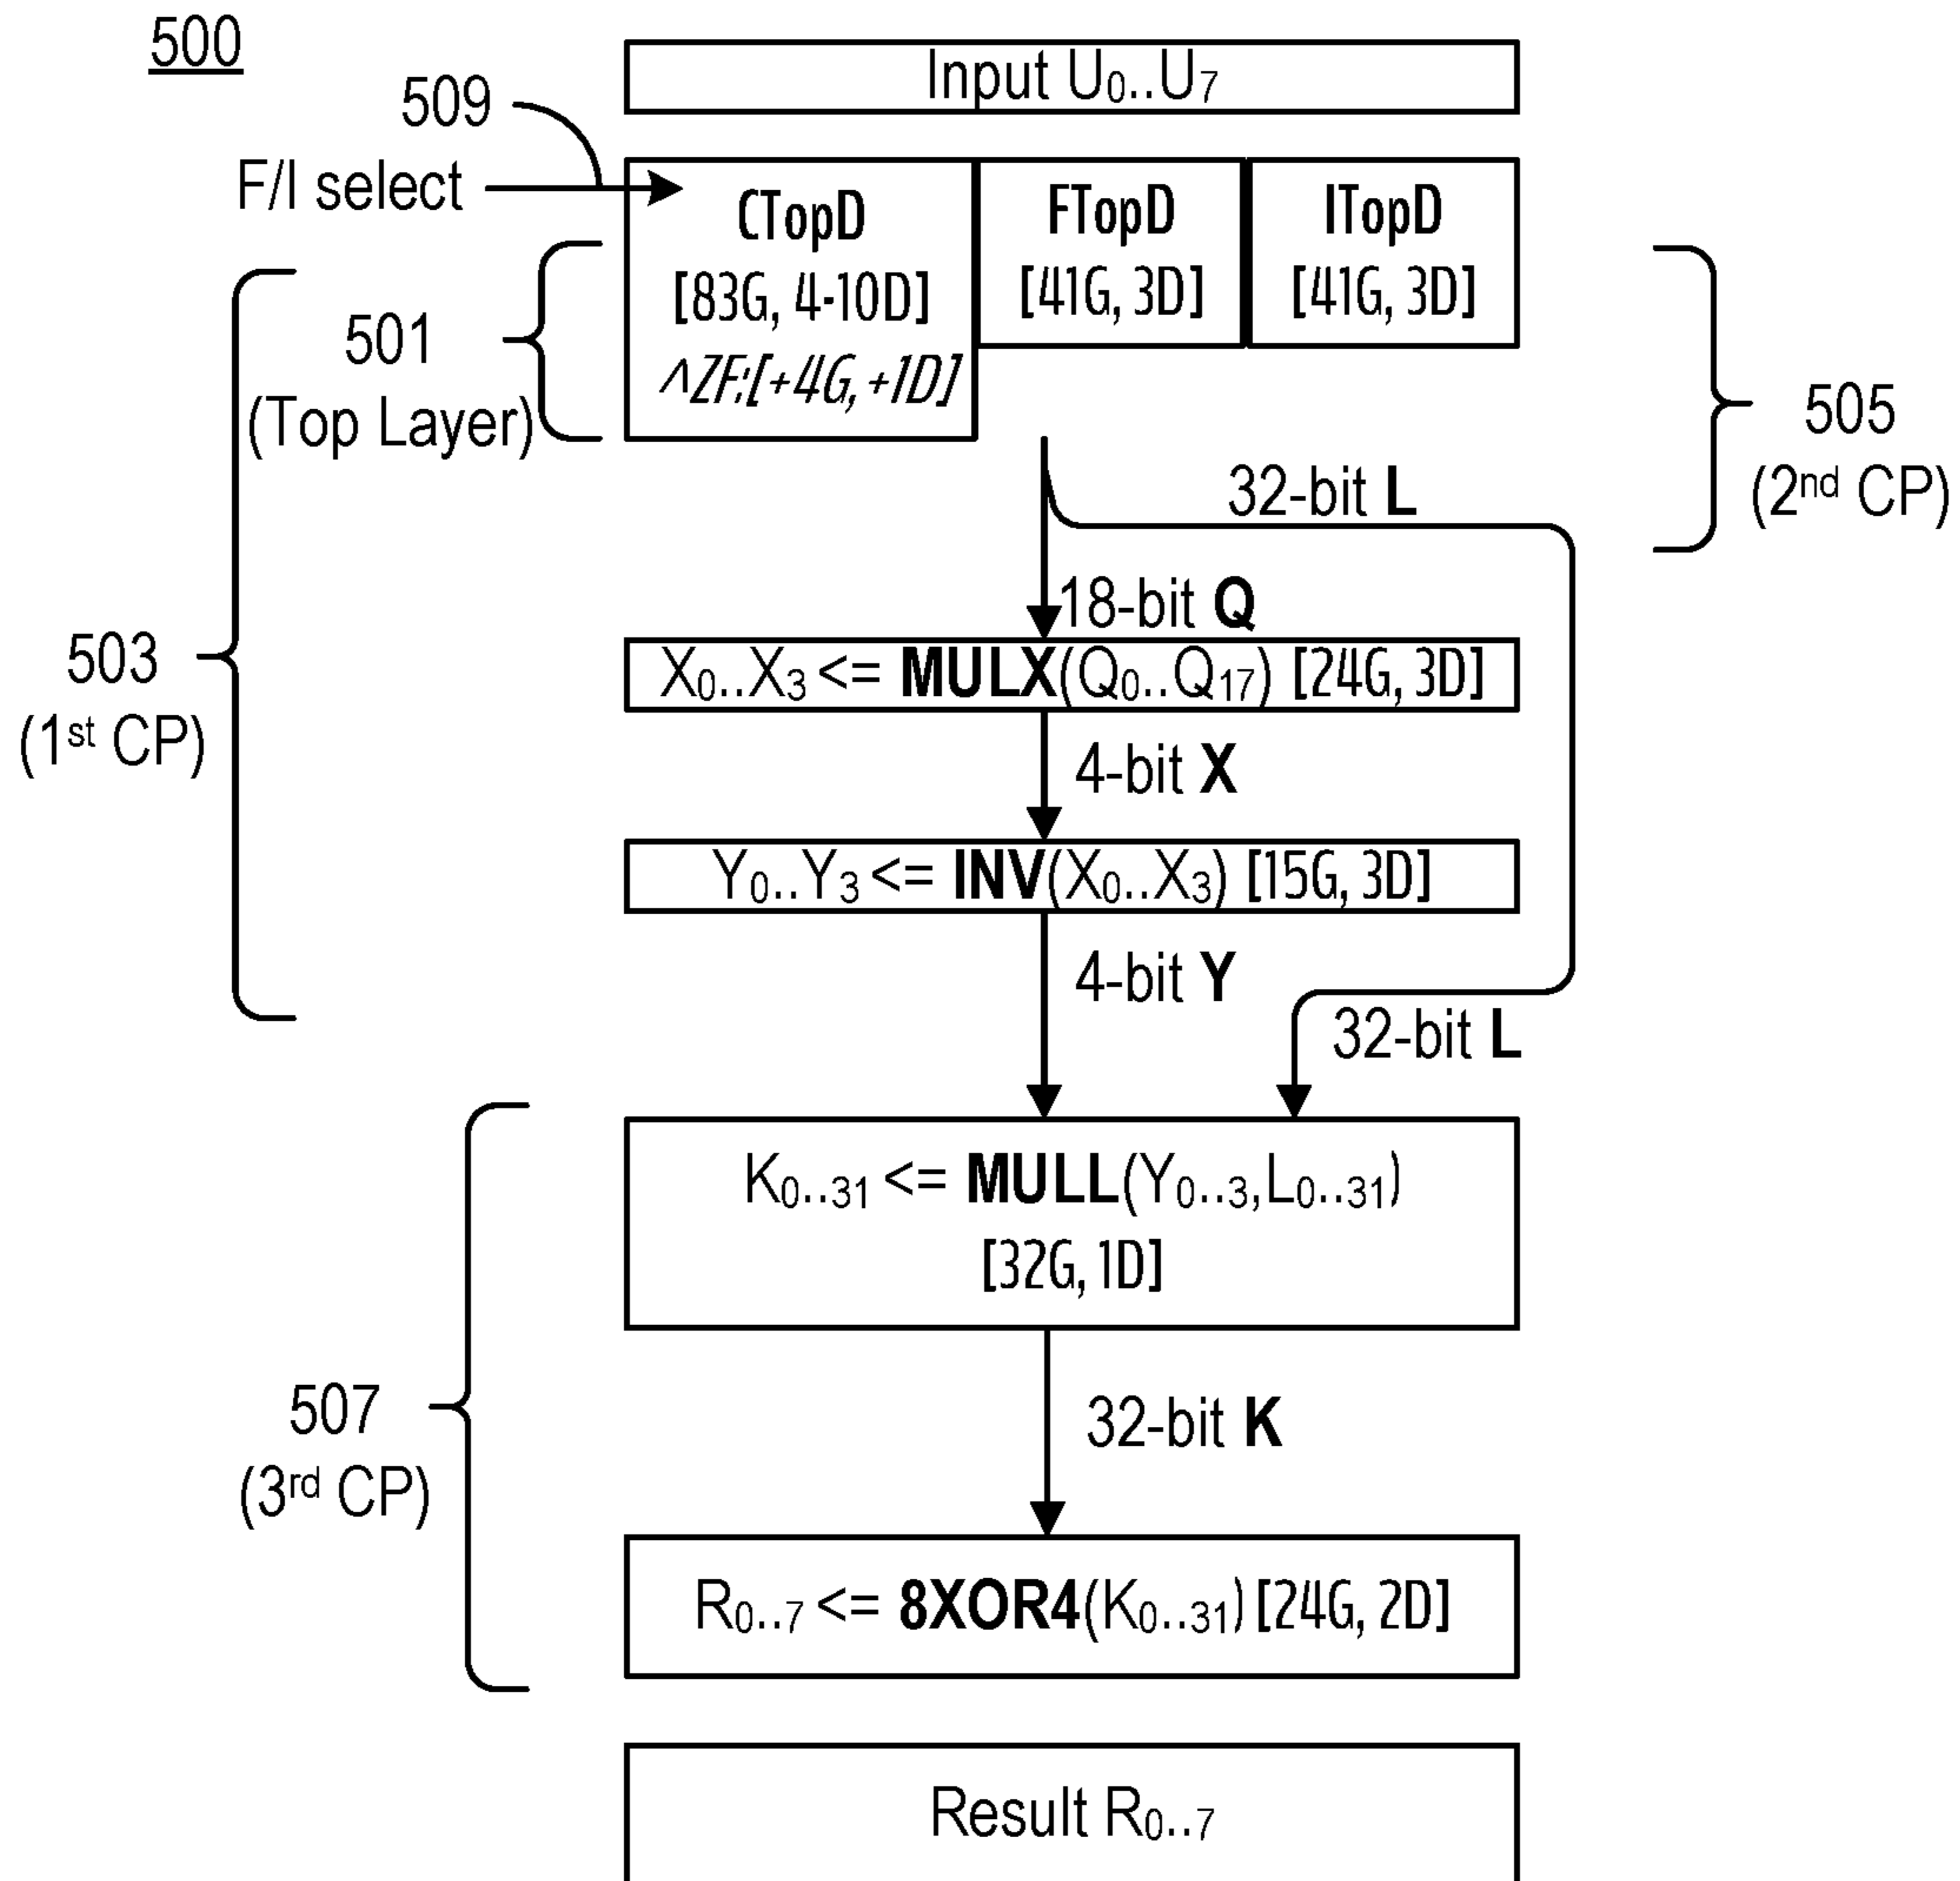 500
Input U₀..U₇
509
F/I select
CTopD
[83G, 4-10D]
^ZF:[+4G, +1D]
FTopD
[41G, 3D]
ITopD
[41G, 3D]
501
(Top Layer)
505
(2nd CP)
32-bit L
18-bit Q
503
(1st CP)
X₀..X₃ <= MULX(Q₀..Q₁₇) [24G, 3D]
4-bit X
Y₀..Y₃ <= INV(X₀..X₃) [15G, 3D]
4-bit Y
32-bit L
K₀..₃₁ <= MULL(Y₀..₃,L₀..₃₁)
[32G, 1D]
507
(3rd CP)
32-bit K
R₀..₇ <= 8XOR4(K₀..₃₁) [24G, 2D]
Result R₀..₇